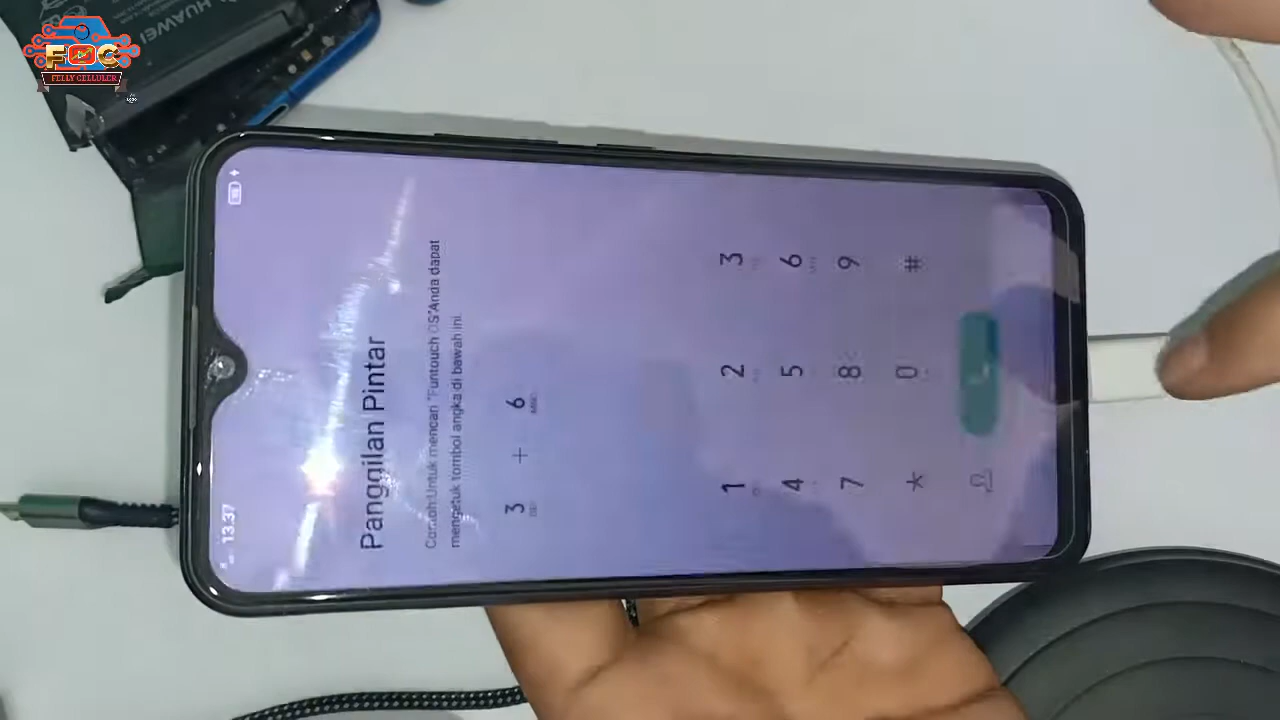 HUAWEI
FCC
FELLY CELLULER
13.37
Panggilan Pintar
Contoh:Untuk mencari "Funtouch OS"Anda dapat
mengetuk tombol angka di bawah ini.
3 + 6
1 2 3
4 5 6
7 8 9
* 0 #